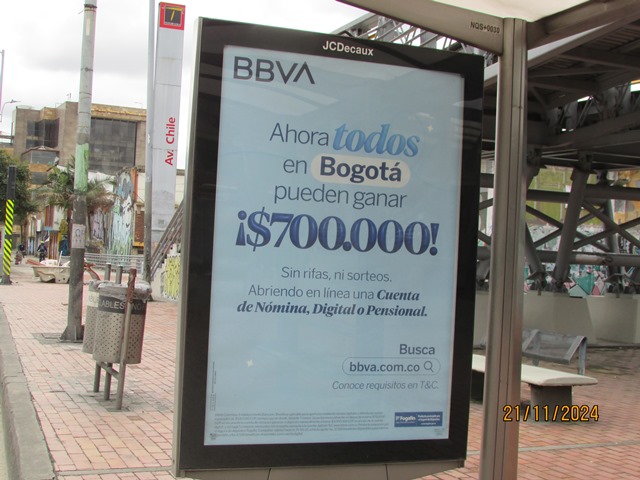 NQS+0030
JCDecaux
7
Av. Chile
BBVA
Ahora todos
en Bogotá
pueden ganar
¡$700.000!
Sin rifas, ni sorteos.
Abriendo en línea una Cuenta
de Nómina, Digital o Pensional.
Busca
bbva.com.co
Conoce requisitos en T&C.
21/11/2024